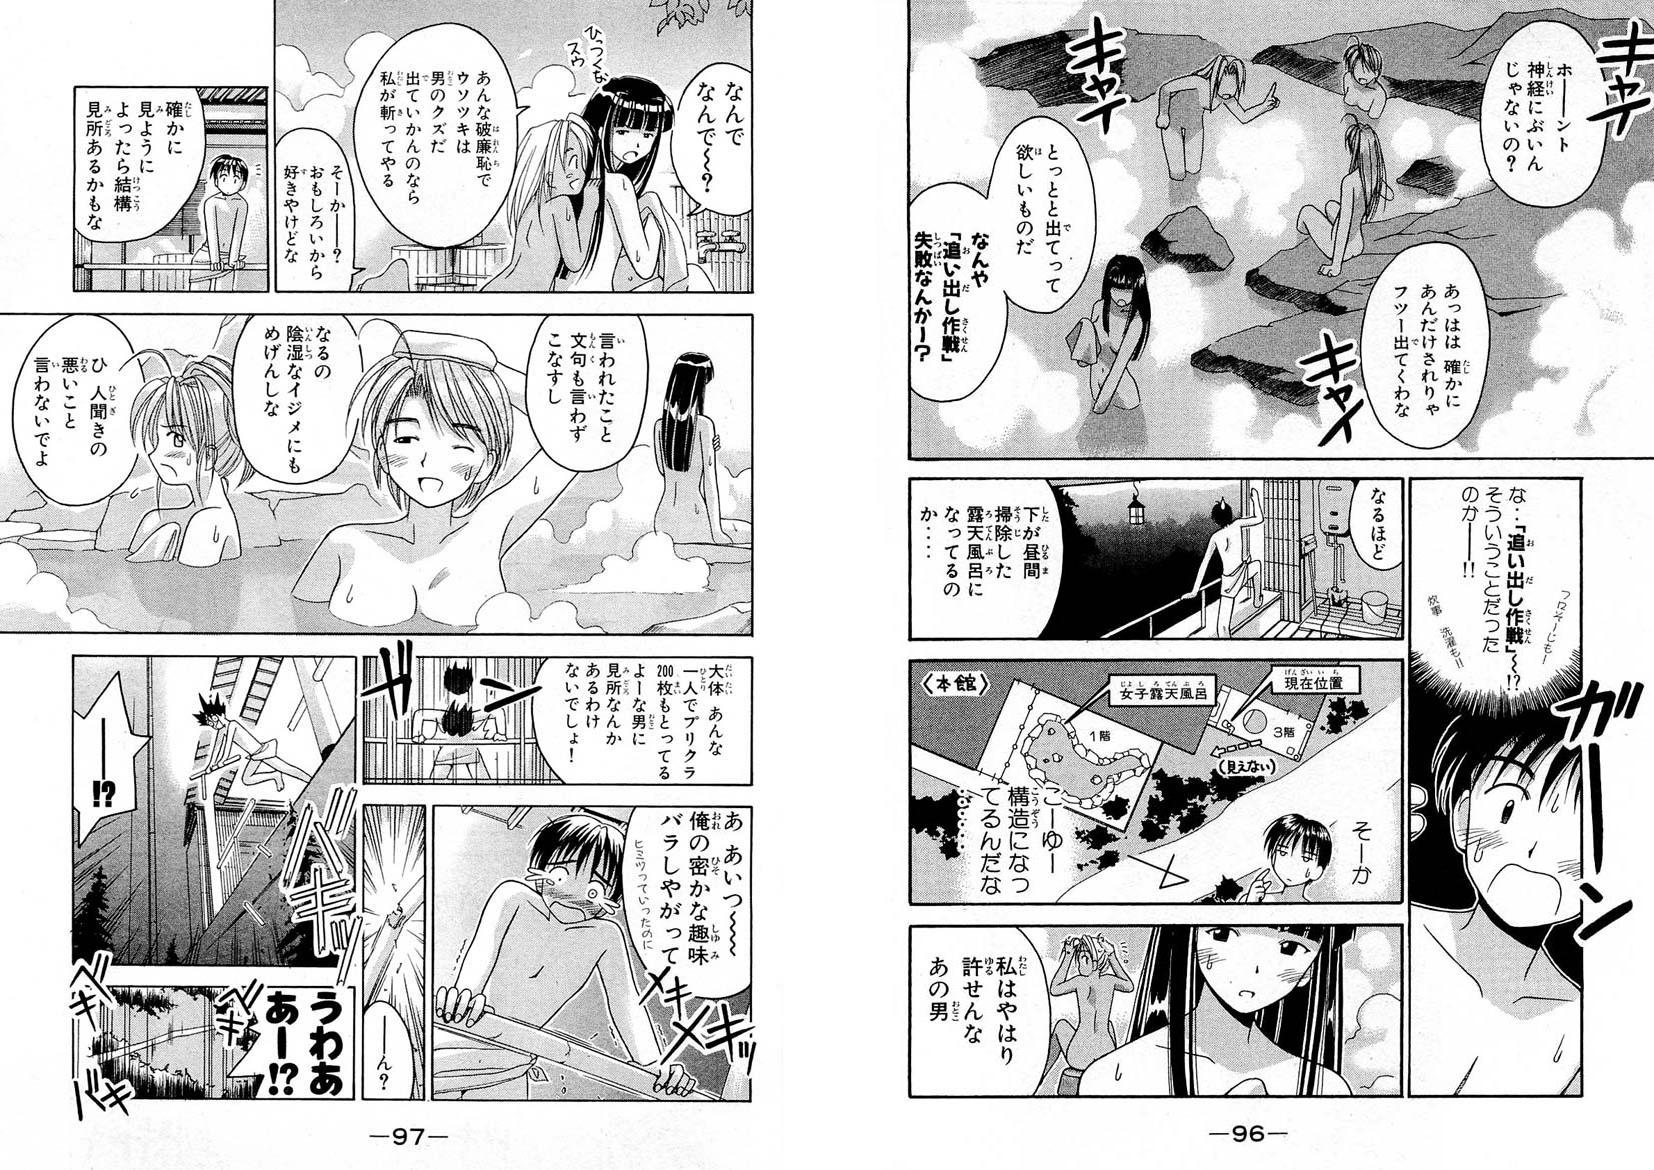 キャ
キャイ
ホーーント
神経にぶいん
じゃないの?
とっとと出てって
欲しいものだ
なんや
「追い出し作戦」
失敗なんかー?
あっはは 確かに
あんだけされりゃ
フツー出てくわな
キャイ
な‥「追い出し作戦」〜!?
そういうことだった
のかーー!!
フロそーじも!
炊事 洗濯も!!
ガーーン
なるほど
下が昼間
掃除した
露天風呂に
なってるの
か‥‥
〈本館〉
女子露天風呂
現在位置
1階
3階
(見えない)
そーか
こーゆー
構造になっ
てるんだな
‥‥‥
私はやはり
許せんな
あの男
—96—
なんで
なんで〜?
ひっつくな
スウ
あんな破廉恥で
ウソツキは
男のクズだ
出ていかんのなら
私が斬ってやる
そーかーー?
おもしろいから
好きやけどな
確かに
見ように
よったら結構
見所あるかもな
言われたこと
文句も言わず
こなすし
なるの
陰湿なイジメにも
めげんしな
ひ 人聞きの
悪いこと
言わないでよ
大体 あんな
一人でプリクラ
200枚もとってる
よーな男に
見所なんか
あるわけ
ないでしょ!
ガーン
あ あいつ〜〜
俺の密かな趣味
バラしやがって
ヒミツっていったのに
メキメキッ
ーーん?
ーー!?
バキバキ
バキ
うわあ
あー!?
バキバキ
—97—